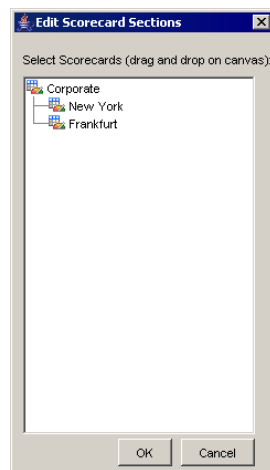 Edit Scorecard Sections
Select Scorecards (drag and drop on canvas):
Corporate
New York
Frankfurt
OK Cancel